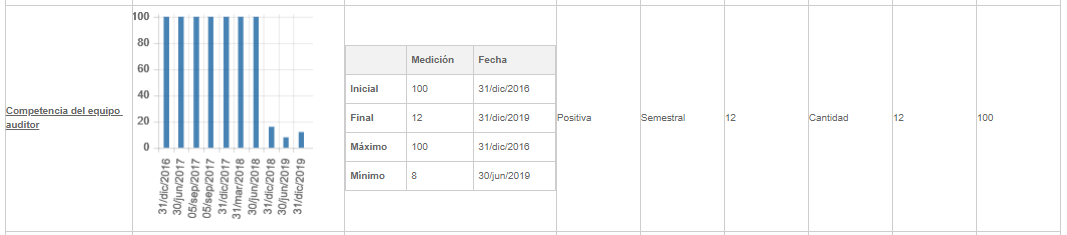 Competencia del equipo
auditor
100
80
60
40
20
0
31/dic/2016
30/jun/2017
05/sep/2017
05/sep/2017
31/dic/2017
31/mar/2018
30/jun/2018
31/dic/2018
30/jun/2019
31/dic/2019
Medición Fecha
Inicial 100 31/dic/2016
Final 12 31/dic/2019
Máximo 100 31/dic/2016
Mínimo 8 30/jun/2019
Positiva Semestral 12 Cantidad 12 100